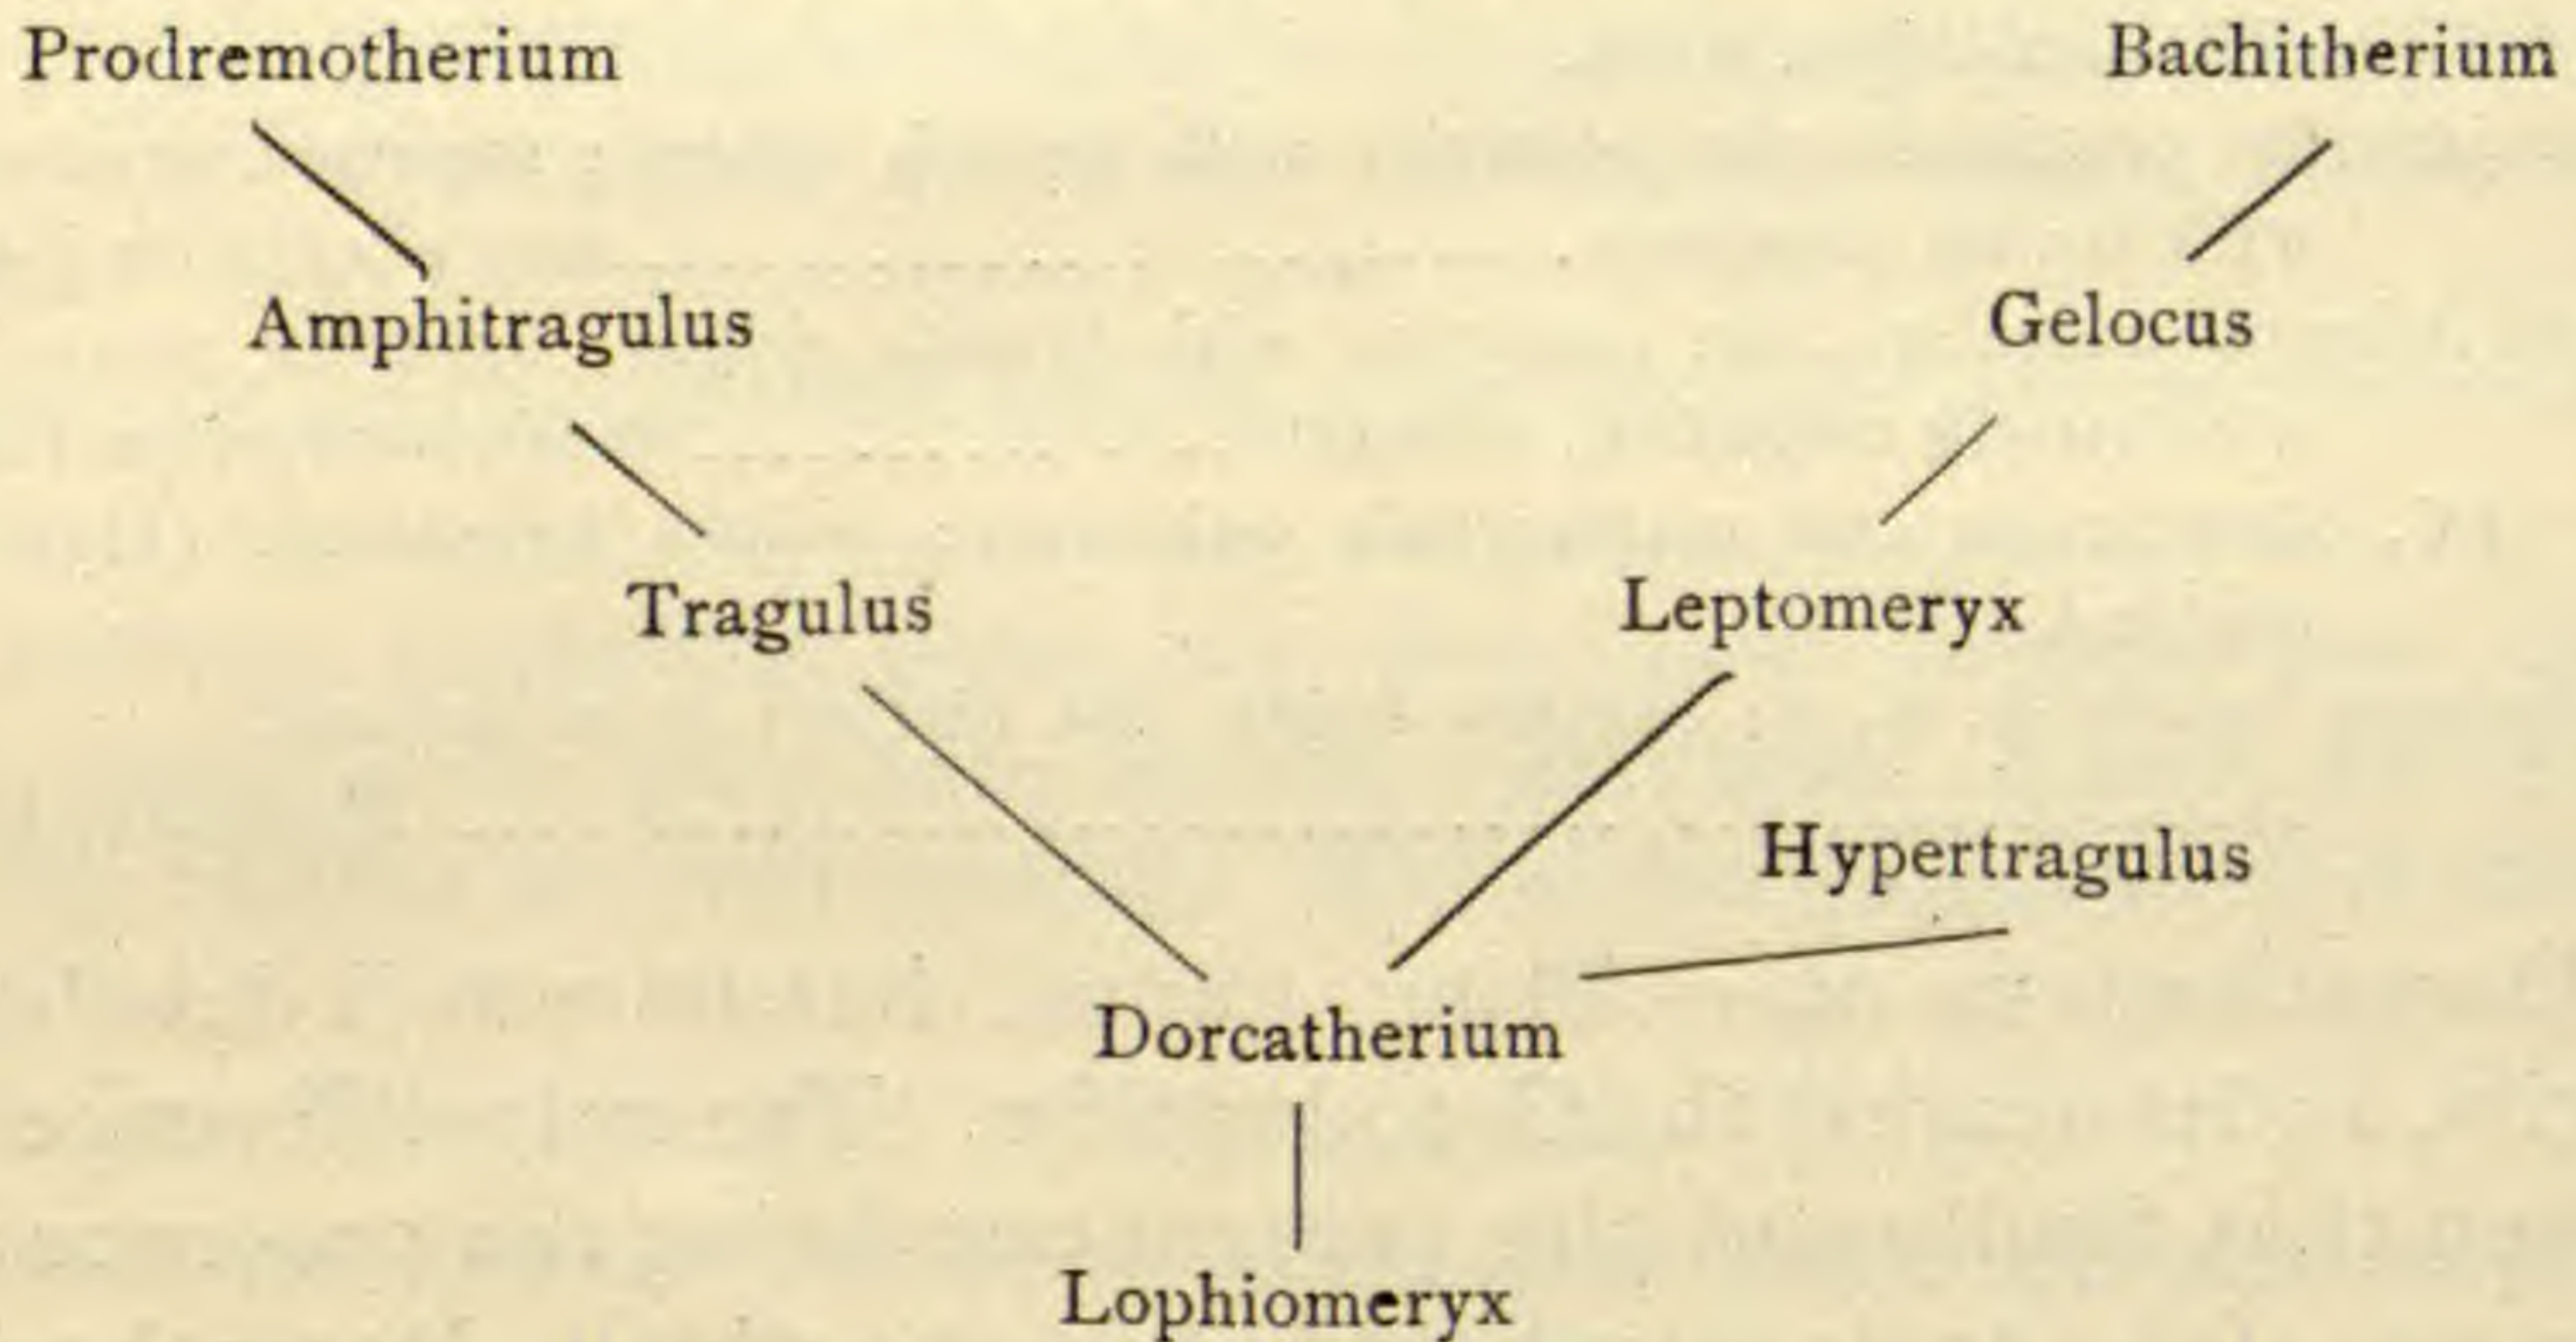 Prodremotherium Bachitherium
Amphitragulus Gelocus
Tragulus Leptomeryx
Hypertragulus
Dorcatherium
Lophiomeryx